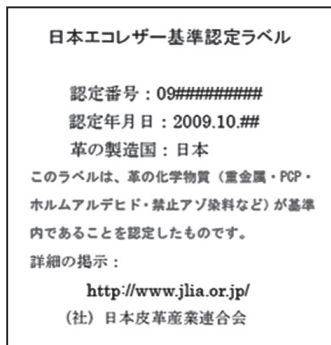 日本エコレザー基準認定ラベル
認定番号：09#########
認定年月日：2009.10.##
革の製造国：日本
このラベルは、革の化学物質（重金属・PCP・
ホルムアルデヒド・禁止アゾ染料など）が基準
内であることを認定したものです。
詳細の掲示：
http://www.jlia.or.jp/
（社）日本皮革産業連合会